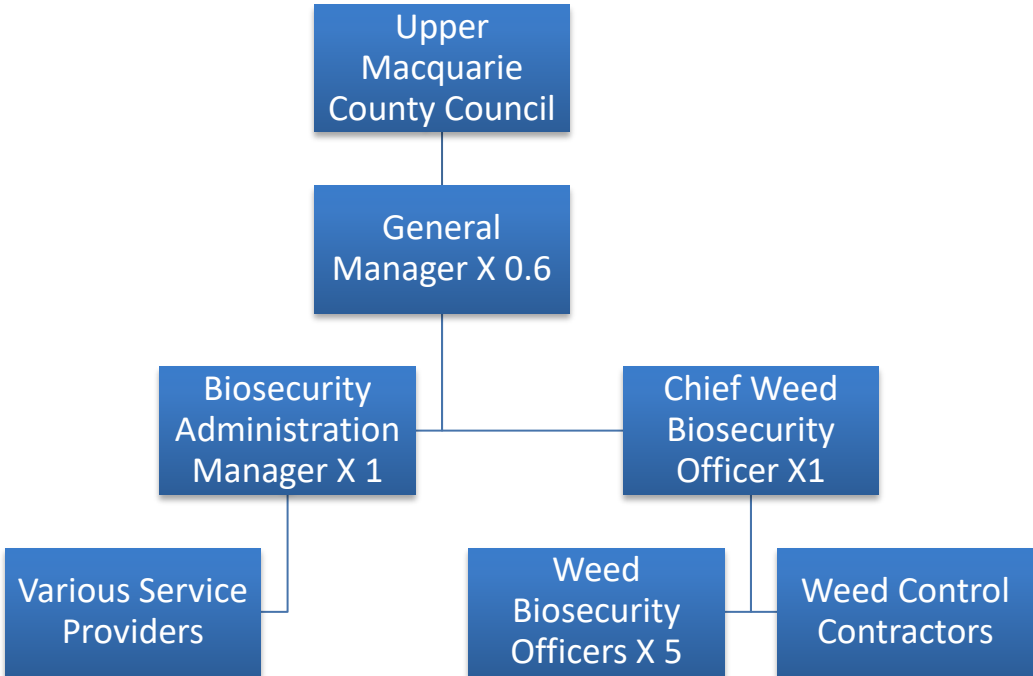 Upper
Macquarie
County Council
General
Manager X 0.6
Biosecurity
Administration
Manager X 1
Chief Weed
Biosecurity
Officer X1
Various Service
Providers
Weed
Biosecurity
Officers X 5
Weed Control
Contractors